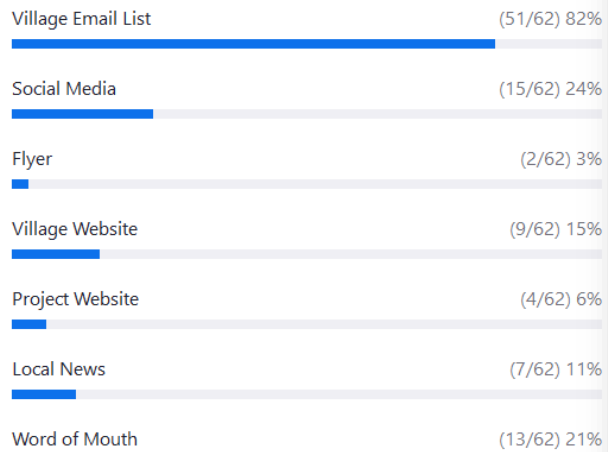 Village Email List (51/62) 82%
Social Media (15/62) 24%
Flyer (2/62) 3%
Village Website (9/62) 15%
Project Website (4/62) 6%
Local News (7/62) 11%
Word of Mouth (13/62) 21%